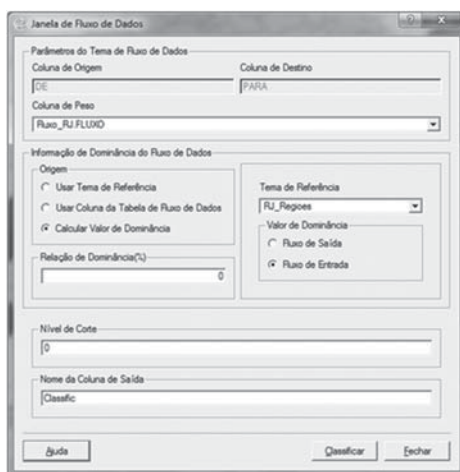 Janela de Fluxo de Dados
Parâmetros do Tema de Fluxo de Dados
Coluna de Origem
Coluna de Destino
DE
PARA
Coluna de Peso
Fluxo_RJ.FLUXO
Informação de Dominância do Fluxo de Dados
Origem
Usar Tema de Referência
Usar Coluna da Tabela de Fluxo de Dados
Calcular Valor de Dominância
Relação de Dominância(%)
0
Tema de Referência
RJ_Regioes
Valor de Dominância
Fluxo de Saída
Fluxo de Entrada
Nível de Corte
0
Nome da Coluna de Saída
Classific
Ajuda
Classificar
Fechar